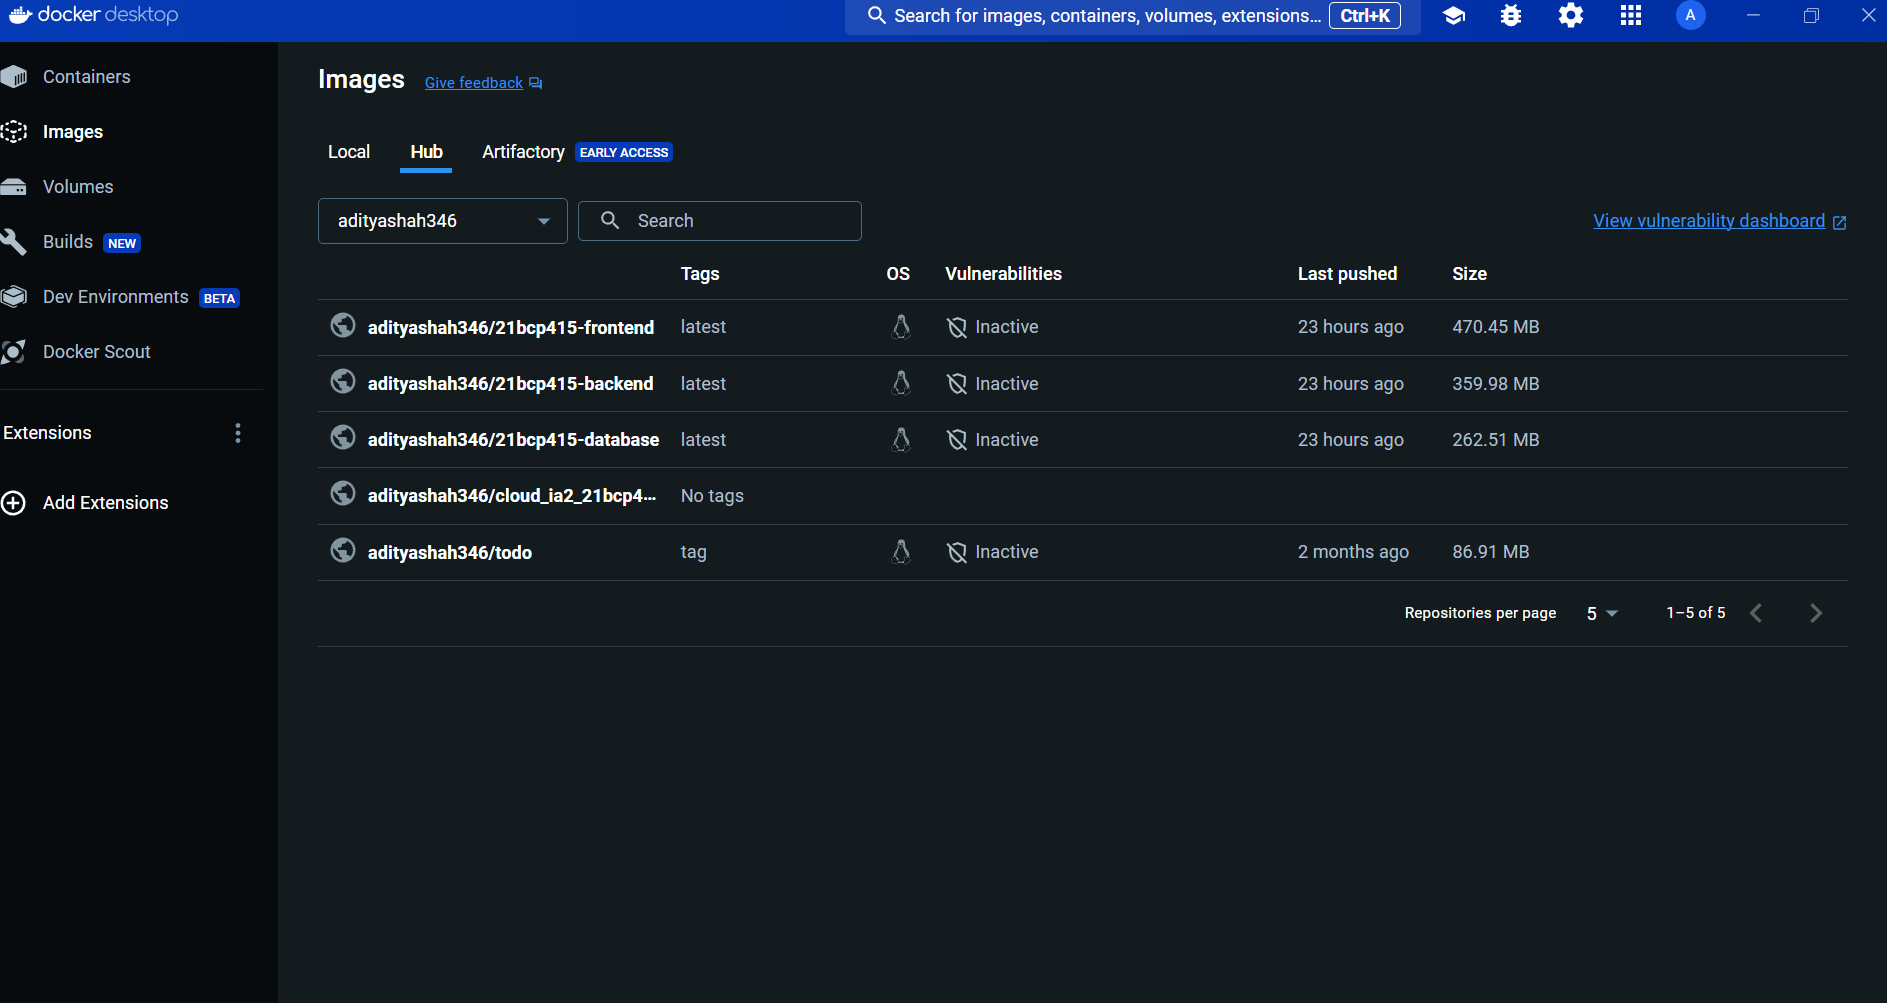 docker desktop
Search for images, containers, volumes, extensions... Ctrl+K
A
Containers
Images
Volumes
Builds NEW
Dev Environments BETA
Docker Scout
Extensions
Add Extensions
Images Give feedback
Local Hub Artifactory EARLY ACCESS
adityashah346 Search View vulnerability dashboard
Tags OS Vulnerabilities Last pushed Size
adityashah346/21bcp415-frontend latest Inactive 23 hours ago 470.45 MB
adityashah346/21bcp415-backend latest Inactive 23 hours ago 359.98 MB
adityashah346/21bcp415-database latest Inactive 23 hours ago 262.51 MB
adityashah346/cloud_ia2_21bcp4... No tags
adityashah346/todo tag Inactive 2 months ago 86.91 MB
Repositories per page 5 1–5 of 5